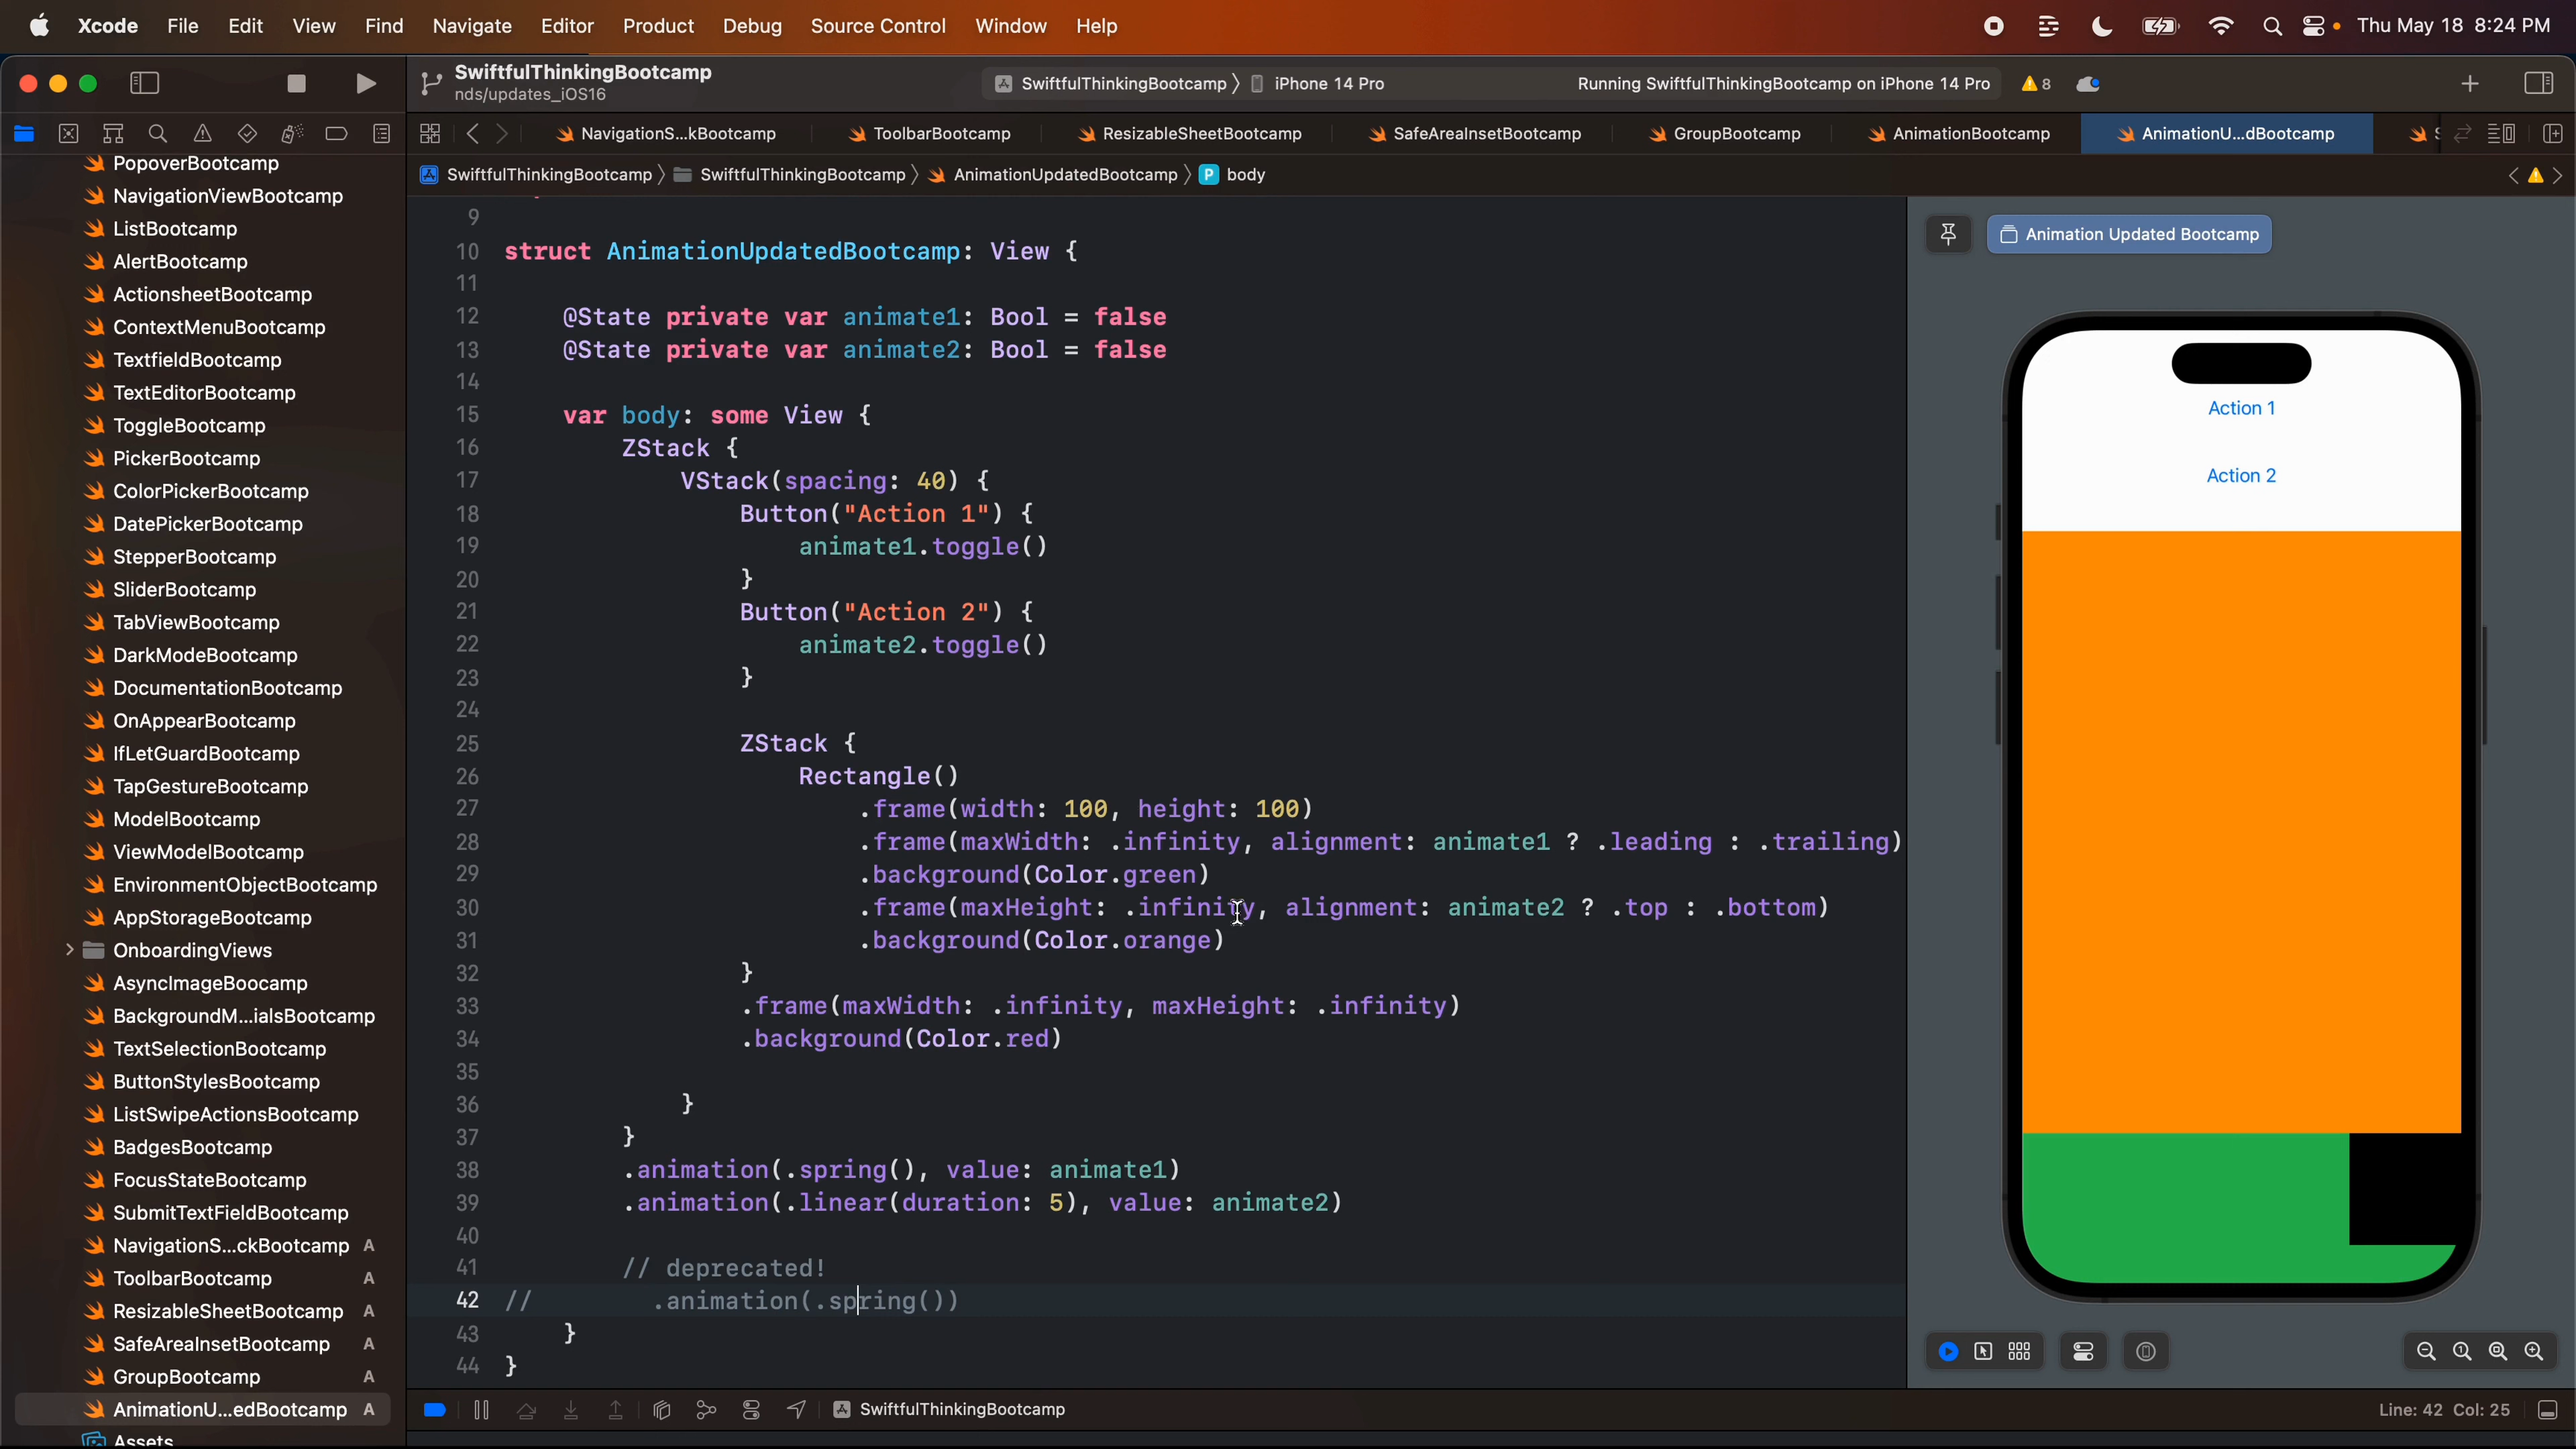 Xcode File Edit View Find Navigate Editor Product Debug Source Control Window Help Thu May 18 8:24 PM
SwiftfulThinkingBootcamp
nds/updates_iOS16
SwiftfulThinkingBootcamp 〉 iPhone 14 Pro Running SwiftfulThinkingBootcamp on iPhone 14 Pro 8
NavigationS...kBootcamp ToolbarBootcamp ResizableSheetBootcamp SafeAreaInsetBootcamp GroupBootcamp AnimationBootcamp AnimationU...dBootcamp
SwiftfulThinkingBootcamp 〉 SwiftfulThinkingBootcamp 〉 AnimationUpdatedBootcamp 〉 P body
PopoverBootcamp
NavigationViewBootcamp
ListBootcamp
AlertBootcamp
ActionsheetBootcamp
ContextMenuBootcamp
TextfieldBootcamp
TextEditorBootcamp
ToggleBootcamp
PickerBootcamp
ColorPickerBootcamp
DatePickerBootcamp
StepperBootcamp
SliderBootcamp
TabViewBootcamp
DarkModeBootcamp
DocumentationBootcamp
OnAppearBootcamp
IfLetGuardBootcamp
TapGestureBootcamp
ModelBootcamp
ViewModelBootcamp
EnvironmentObjectBootcamp
AppStorageBootcamp
OnboardingViews
AsyncImageBoocamp
BackgroundM...ialsBootcamp
TextSelectionBootcamp
ButtonStylesBootcamp
ListSwipeActionsBootcamp
BadgesBootcamp
FocusStateBootcamp
SubmitTextFieldBootcamp
NavigationS...ckBootcamp A
ToolbarBootcamp A
ResizableSheetBootcamp A
SafeAreaInsetBootcamp A
GroupBootcamp A
AnimationU...edBootcamp A
Assets
9
10 struct AnimationUpdatedBootcamp: View {
11
12 @State private var animate1: Bool = false
13 @State private var animate2: Bool = false
14
15 var body: some View {
16 ZStack {
17 VStack(spacing: 40) {
18 Button("Action 1") {
19 animate1.toggle()
20 }
21 Button("Action 2") {
22 animate2.toggle()
23 }
24
25 ZStack {
26 Rectangle()
27 .frame(width: 100, height: 100)
28 .frame(maxWidth: .infinity, alignment: animate1 ? .leading : .trailing)
29 .background(Color.green)
30 .frame(maxHeight: .infinity, alignment: animate2 ? .top : .bottom)
31 .background(Color.orange)
32 }
33 .frame(maxWidth: .infinity, maxHeight: .infinity)
34 .background(Color.red)
35
36 }
37 }
38 .animation(.spring(), value: animate1)
39 .animation(.linear(duration: 5), value: animate2)
40
41 // deprecated!
42 // .animation(.spring())
43 }
44 }
Animation Updated Bootcamp
Action 1
Action 2
SwiftfulThinkingBootcamp
Line: 42 Col: 25